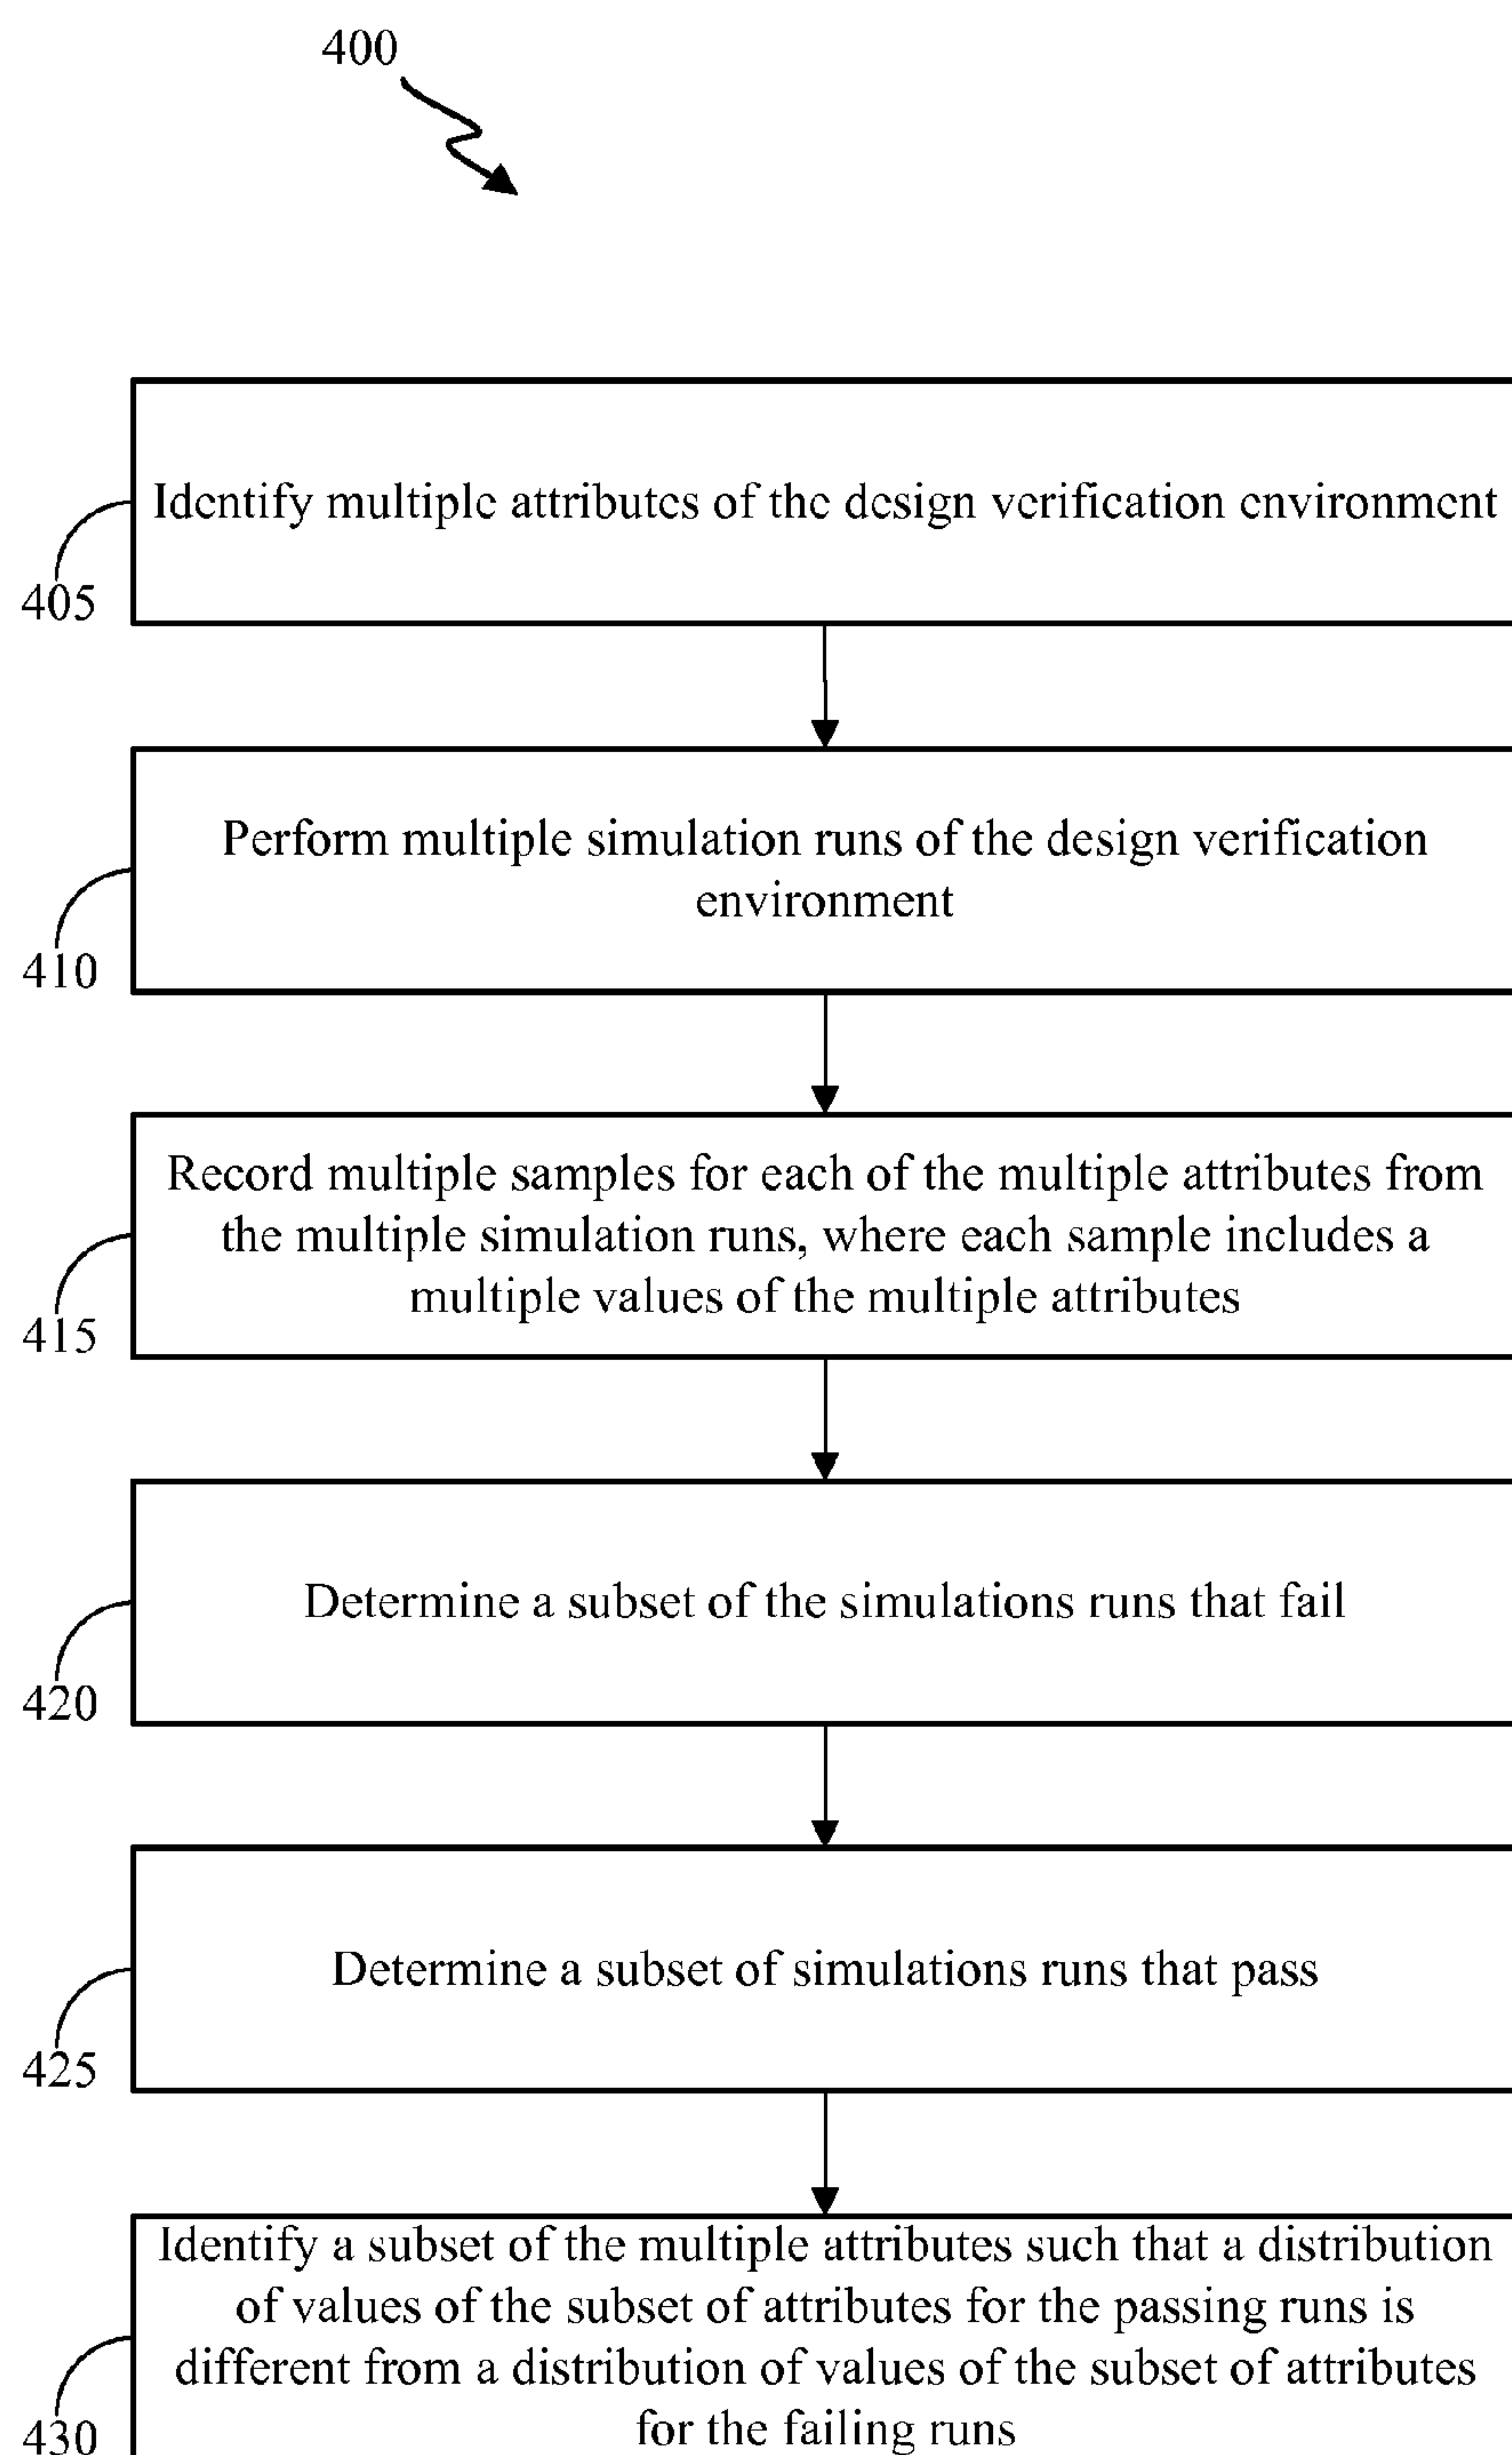 400
Identify multiple attributes of the design verification environment
405
Perform multiple simulation runs of the design verification
environment
410
Record multiple samples for each of the multiple attributes from
the multiple simulation runs, where each sample includes a
multiple values of the multiple attributes
415
Determine a subset of the simulations runs that fail
420
Determine a subset of simulations runs that pass
425
Identify a subset of the multiple attributes such that a distribution
of values of the subset of attributes for the passing runs is
different from a distribution of values of the subset of attributes
for the failing runs
430